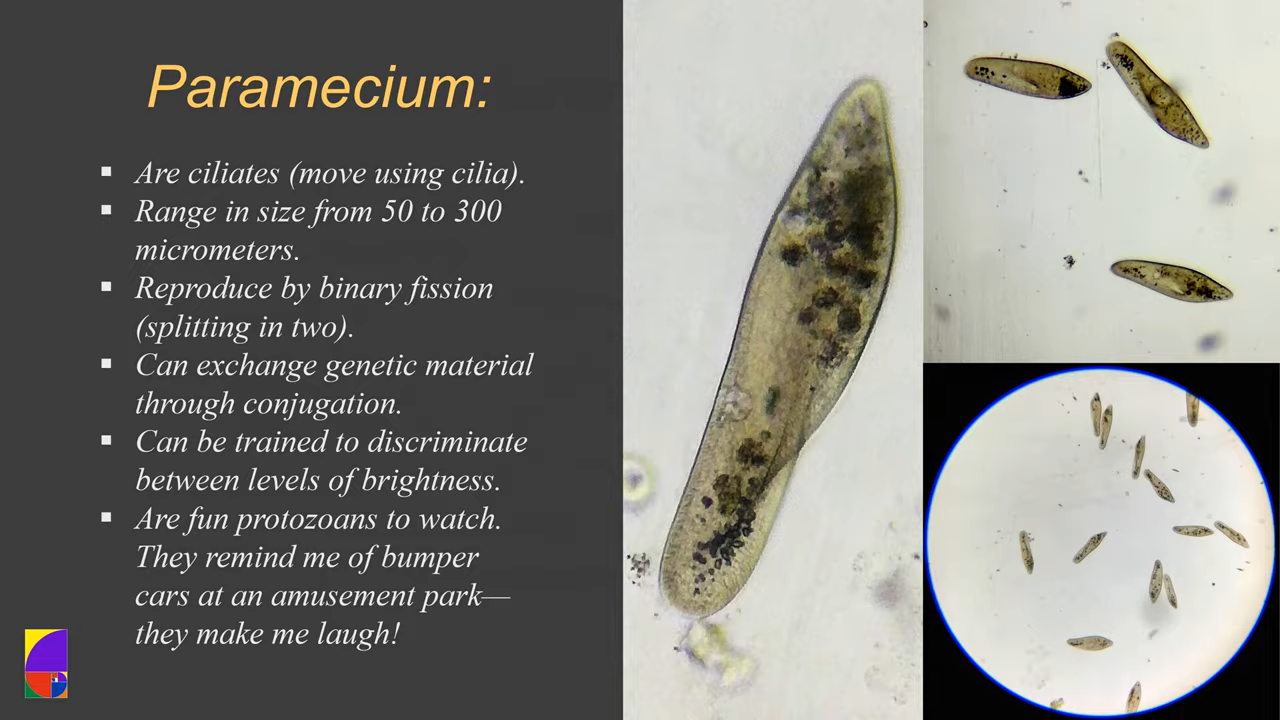 Paramecium:
▪ Are ciliates (move using cilia).
▪ Range in size from 50 to 300
micrometers.
▪ Reproduce by binary fission
(splitting in two).
▪ Can exchange genetic material
through conjugation.
▪ Can be trained to discriminate
between levels of brightness.
▪ Are fun protozoans to watch.
They remind me of bumper
cars at an amusement park—
they make me laugh!